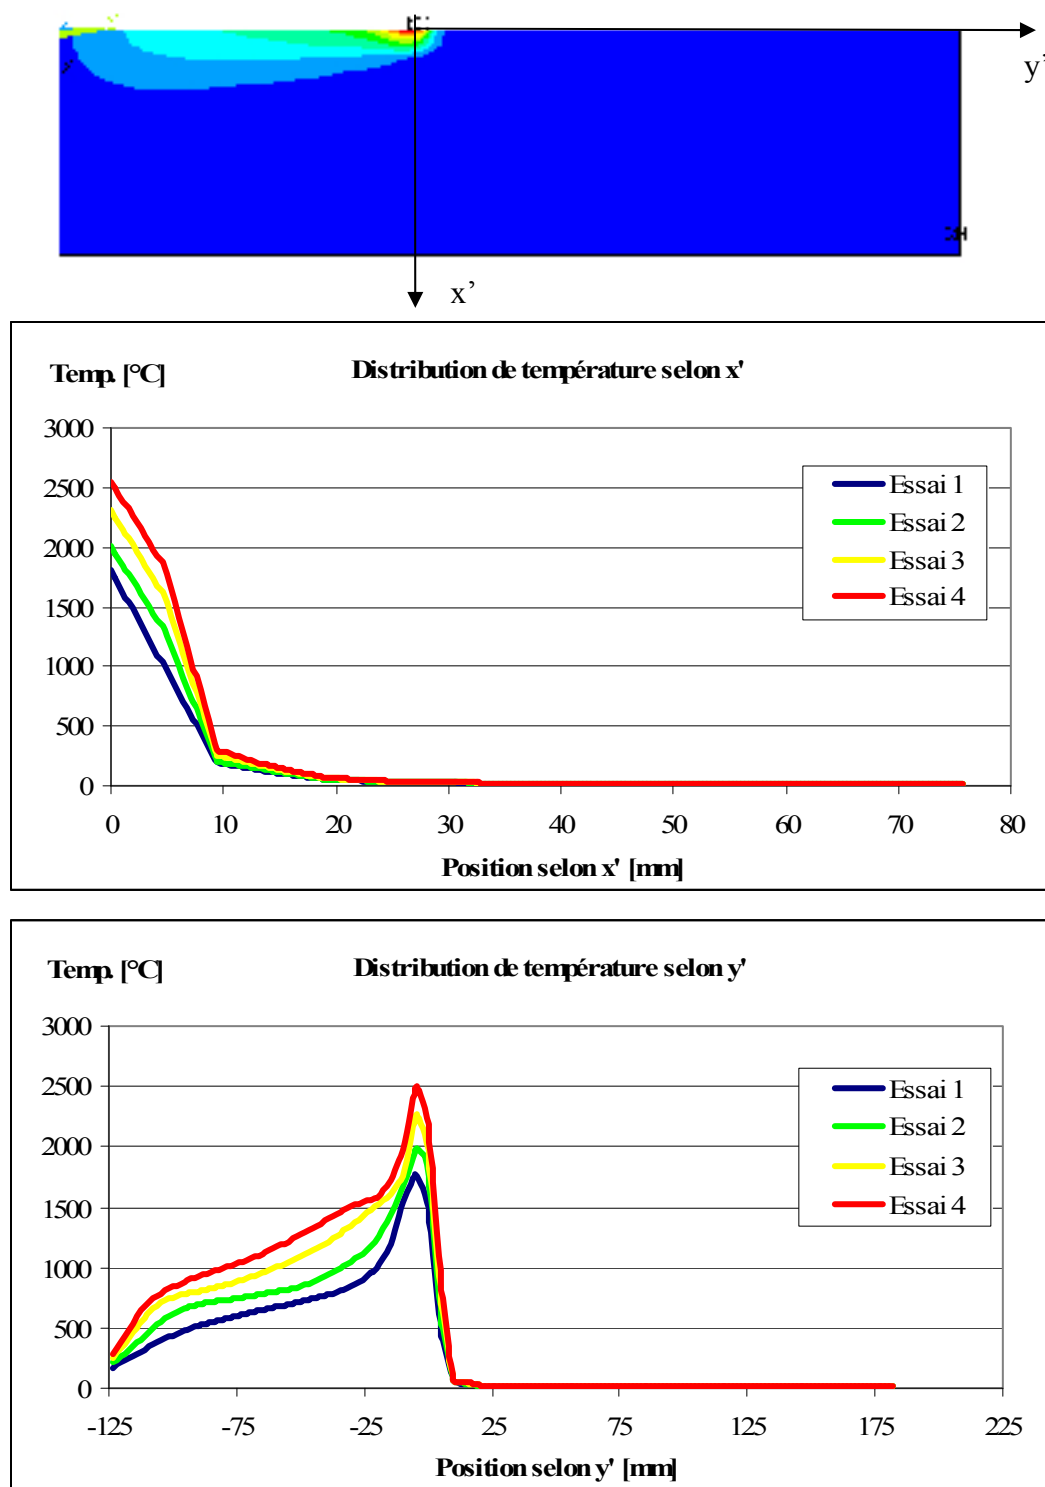 y'
x'
Temp. [°C]
Distribution de température selon x'
3000
2500
2000
1500
1000
500
0
Essai 1
Essai 2
Essai 3
Essai 4
0 10 20 30 40 50 60 70 80
Position selon x' [mm]
Temp. [°C]
Distribution de température selon y'
3000
2500
2000
1500
1000
500
0
Essai 1
Essai 2
Essai 3
Essai 4
-125 -75 -25 25 75 125 175 225
Position selon y' [mm]